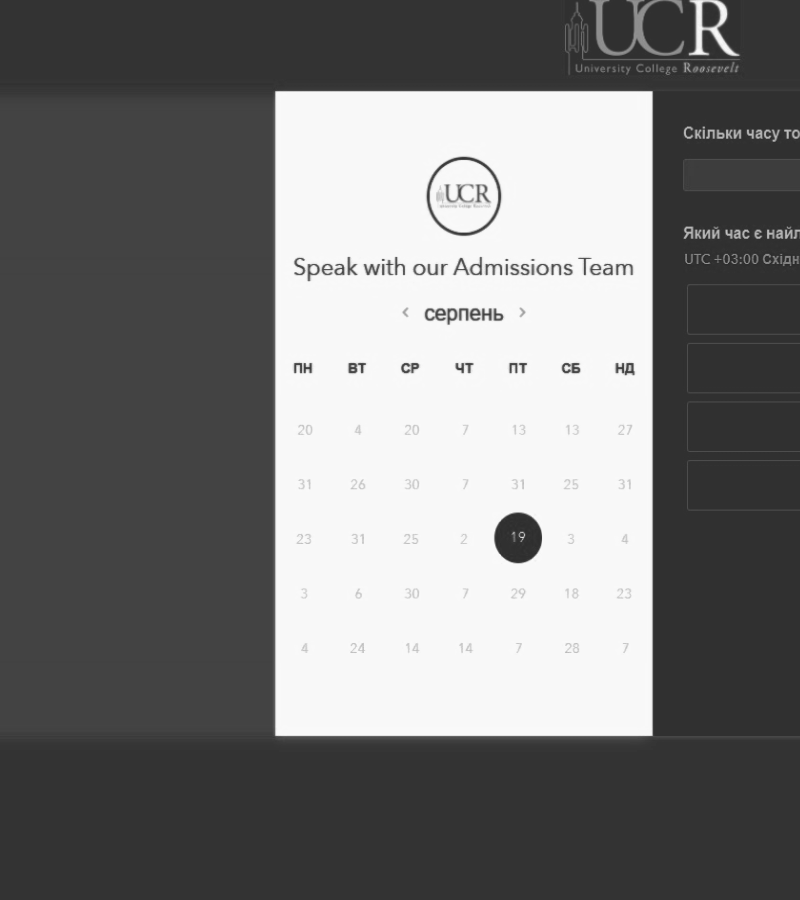 UCR
University College Roosevelt
Скільки часу то
Який час є найл
UTC +03:00 Східн
UCR
Speak with our Admissions Team
< серпень >
ПН ВТ СР ЧТ ПТ СБ НД
20 4 20 7 13 13 27
31 26 30 7 31 25 31
23 31 25 2 19 3 4
3 6 30 7 29 18 23
4 24 14 14 7 28 7